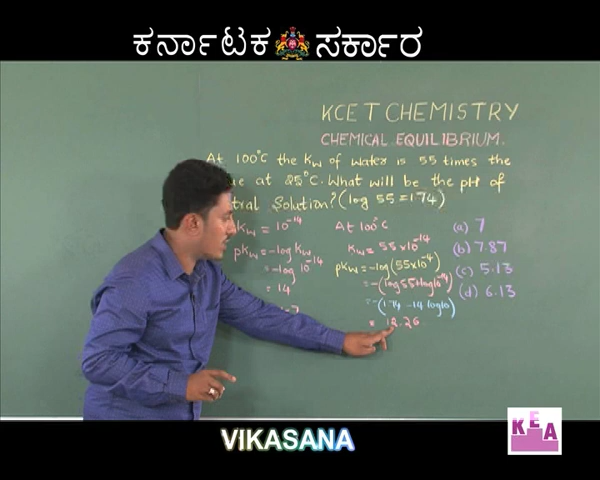 ಕರ್ನಾಟಕ ಸರ್ಕಾರ
KCET CHEMISTRY
CHEMICAL EQUILIBRIUM.
At 100°C the Kw of water is 55 times the
at 25°C. What will be the pH of
Solution? (log 55 = 1.74)
Kw = 10⁻¹⁴
pKw = -log Kw
= -log 10⁻¹⁴
= 14
At 100°C
Kw = 55×10⁻¹⁴
pKw = -log(55×10⁻¹⁴)
= -(log 55 + log 10⁻¹⁴)
= -(1.74 - 14 log 10)
= 12.26
(a) 7
(b) 7.87
(c) 5.13
(d) 6.13
VIKASANA
KEA